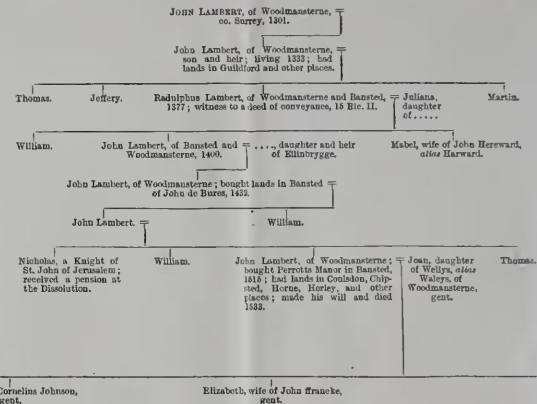 JOHN LAMBERT, of Woodmansterne,
co. Surrey, 1301.
John Lambert, of Woodmansterne,
son and heir; living 1333; had
lands in Guildford and other places.
Thomas.
Jeffery.
Radulphus Lambert, of Woodmansterne and Bansted,
1377; witness to a deed of conveyance, 15 Ric. II.
Juliana,
daughter
of .....
Martin.
William.
John Lambert, of Bansted and
Woodmansterne, 1400.
...., daughter and heir
of Ellinbrygge.
Mabel, wife of John Hereward,
alias Harward.
John Lambert, of Woodmansterne; bought lands in Bansted
of John de Bures, 1432.
John Lambert.
William.
Nicholas, a Knight of
St. John of Jerusalem;
received a pension at
the Dissolution.
William.
John Lambert, of Woodmansterne;
bought Perrotts Manor in Bansted,
1515; had lands in Coulsdon, Chip-
sted, Horne, Horley, and other
places; made his will and died
1533.
Joan, daughter
of Wellys, alias
Waleys, of
Woodmansterne,
gent.
Thomas.
Cornelius Johnson,
gent.
Elizabeth, wife of John ffrancke,
gent.